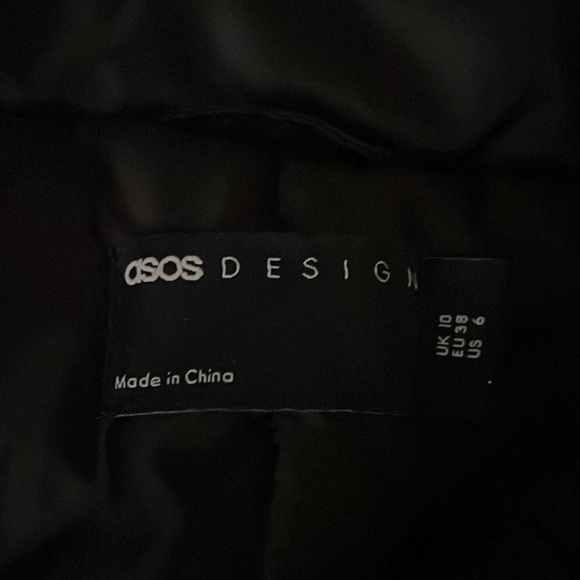 asos DESIGN
Made in China
UK 10
EU 38
US 6